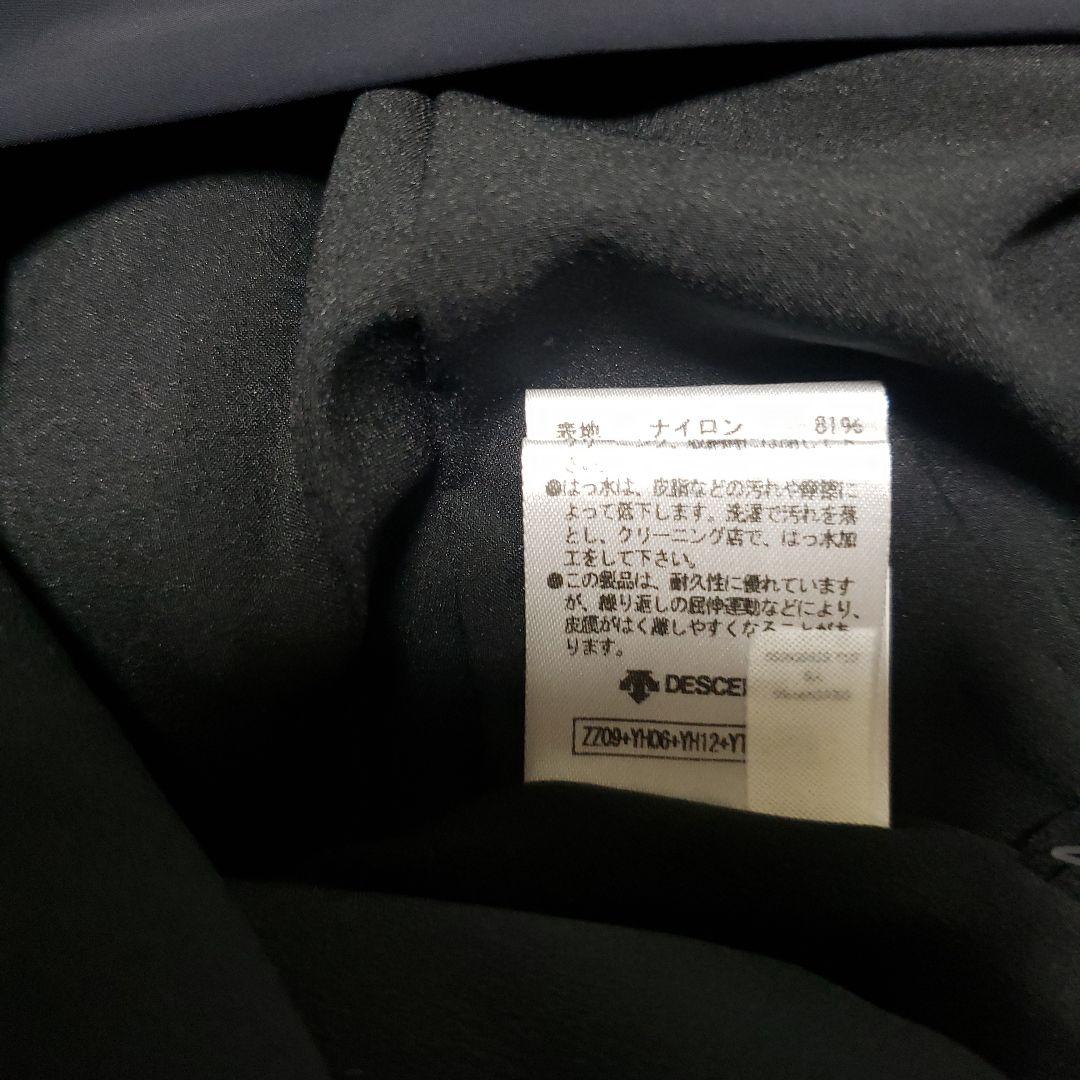 表地 ナイロン 81%
さい。
●はっ水は、皮脂などの汚れや摩擦に
よって低下します。洗濯で汚れを落
とし、クリーニング店で、はっ水加
工をして下さい。
●この製品は、耐久性に優れています
が、繰り返しの屈伸運動などにより、
皮膜がはく離しやすくなることがあ
ります。
DESCE
ZZ09+YH06+YH12+YT